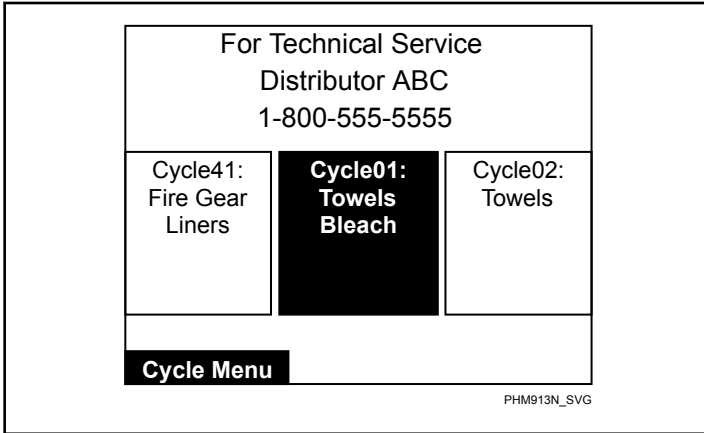 For Technical Service
Distributor ABC
1-800-555-5555
Cycle41:
Fire Gear
Liners
Cycle01:
Towels
Bleach
Cycle02:
Towels
Cycle Menu
PHM913N_SVG